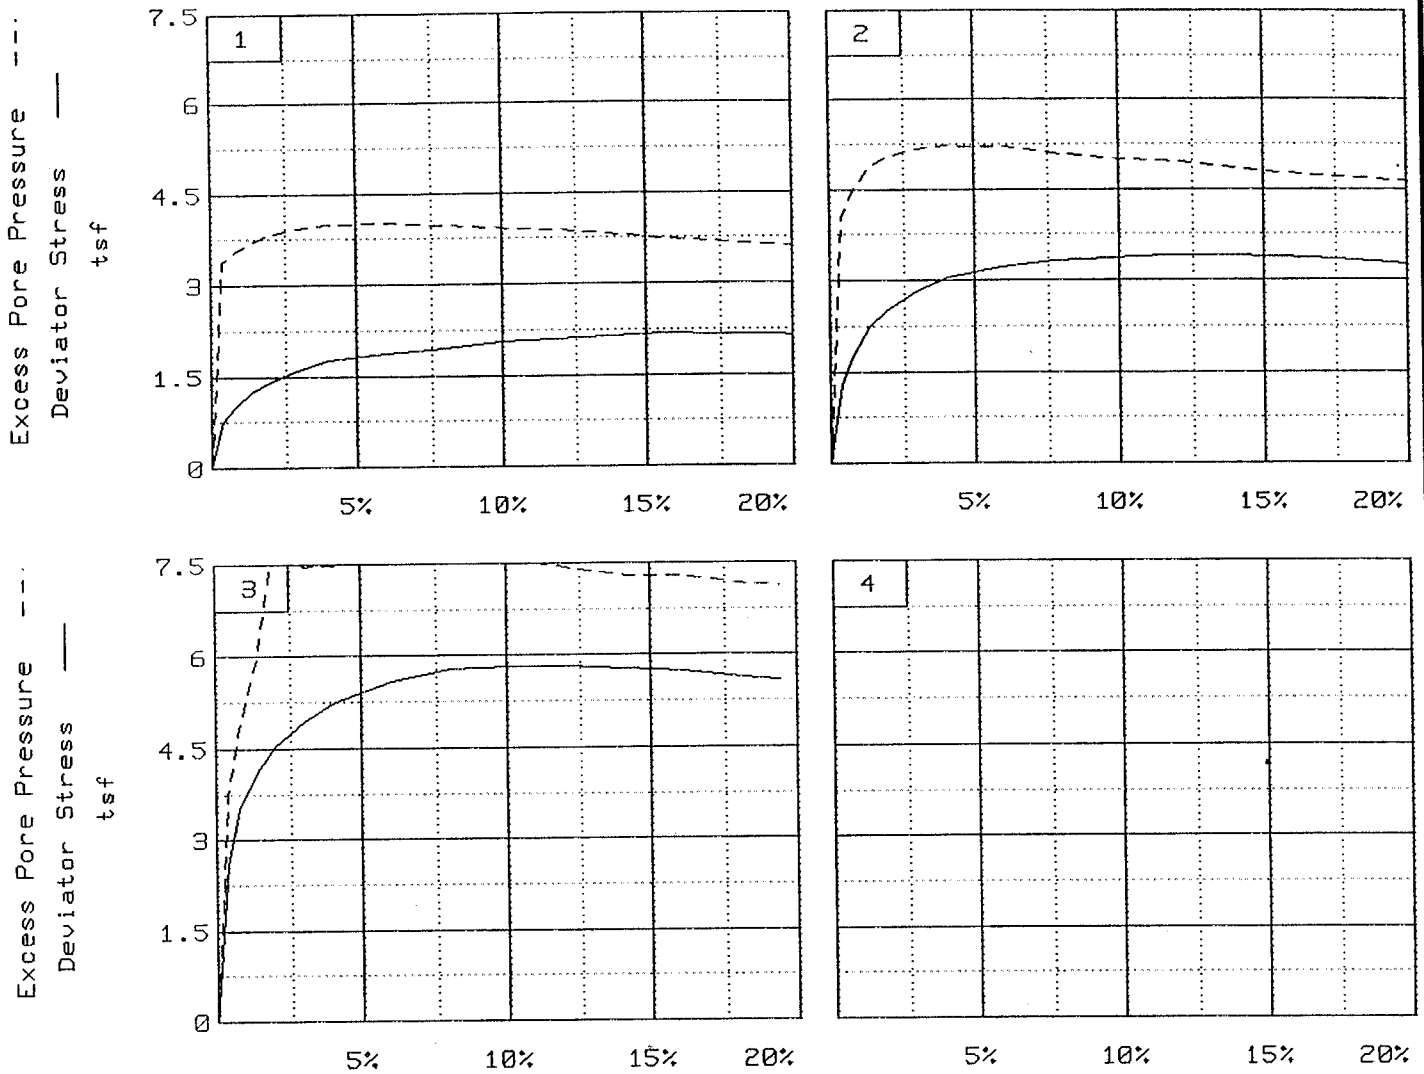 Excess Pore Pressure ---
Deviator Stress ——
tsf
7.5
6
4.5
3
1.5
0
1
5% 10% 15% 20%
2
5% 10% 15% 20%
Excess Pore Pressure ---
Deviator Stress ——
tsf
7.5
6
4.5
3
1.5
0
3
5% 10% 15% 20%
4
5% 10% 15% 20%